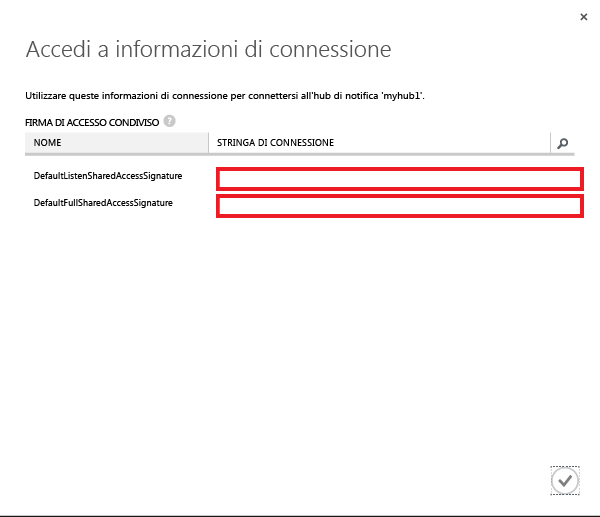 Accedi a informazioni di connessione
Utilizzare queste informazioni di connessione per connettersi all'hub di notifica 'myhub1'.
FIRMA DI ACCESSO CONDIVISO ?
NOME STRINGA DI CONNESSIONE
DefaultListenSharedAccessSignature
DefaultFullSharedAccessSignature